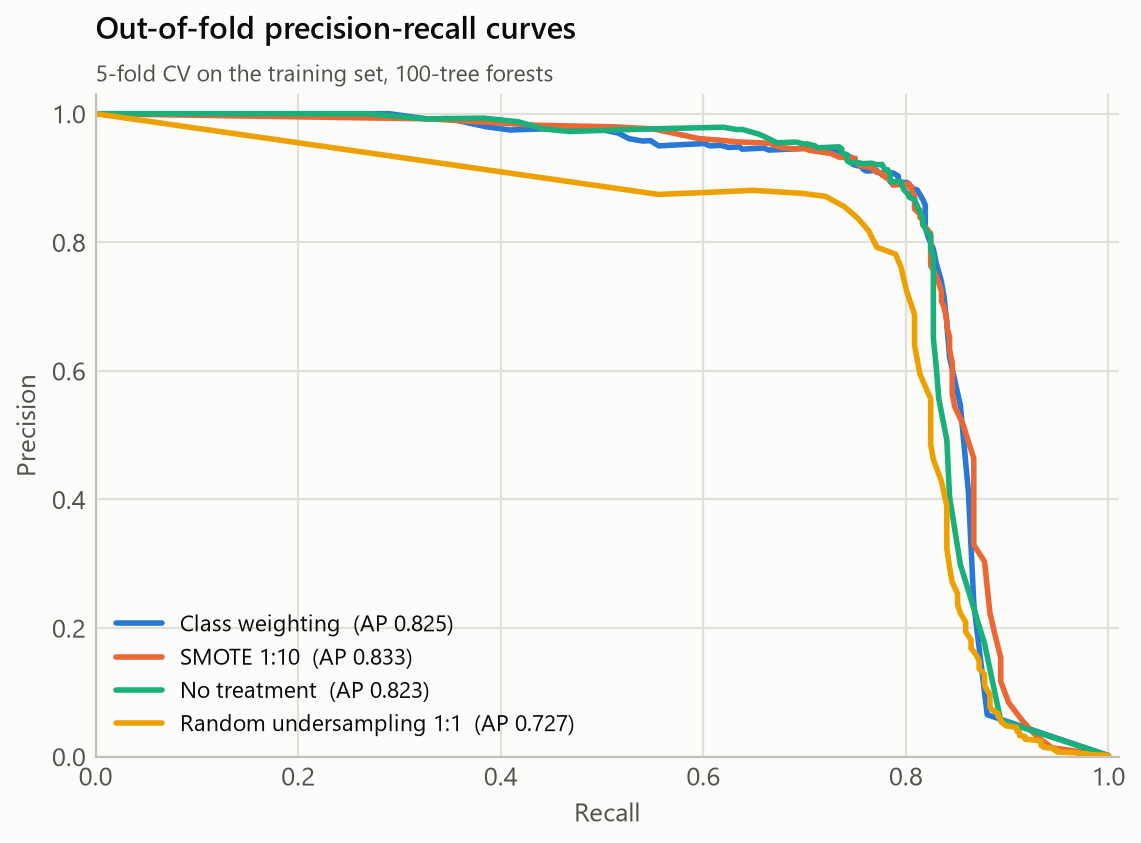 Out-of-fold precision-recall curves
5-fold CV on the training set, 100-tree forests
1.0
0.8
0.6
0.4
0.2
0.0
Precision
Class weighting (AP 0.825)
SMOTE 1:10 (AP 0.833)
No treatment (AP 0.823)
Random undersampling 1:1 (AP 0.727)
0.0 0.2 0.4 0.6 0.8 1.0
Recall